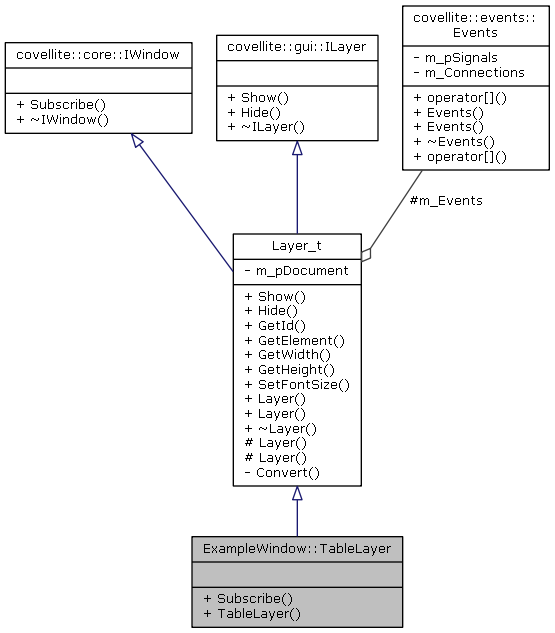 covellite::core::IWindow
+ Subscribe()
+ ~IWindow()
covellite::gui::ILayer
+ Show()
+ Hide()
+ ~ILayer()
covellite::events::
Events
- m_pSignals
- m_Connections
+ operator[]()
+ Events()
+ Events()
+ ~Events()
+ operator[]()
#m_Events
Layer_t
- m_pDocument
+ Show()
+ Hide()
+ GetId()
+ GetElement()
+ GetWidth()
+ GetHeight()
+ SetFontSize()
+ Layer()
+ Layer()
+ ~Layer()
# Layer()
# Layer()
- Convert()
ExampleWindow::TableLayer
+ Subscribe()
+ TableLayer()